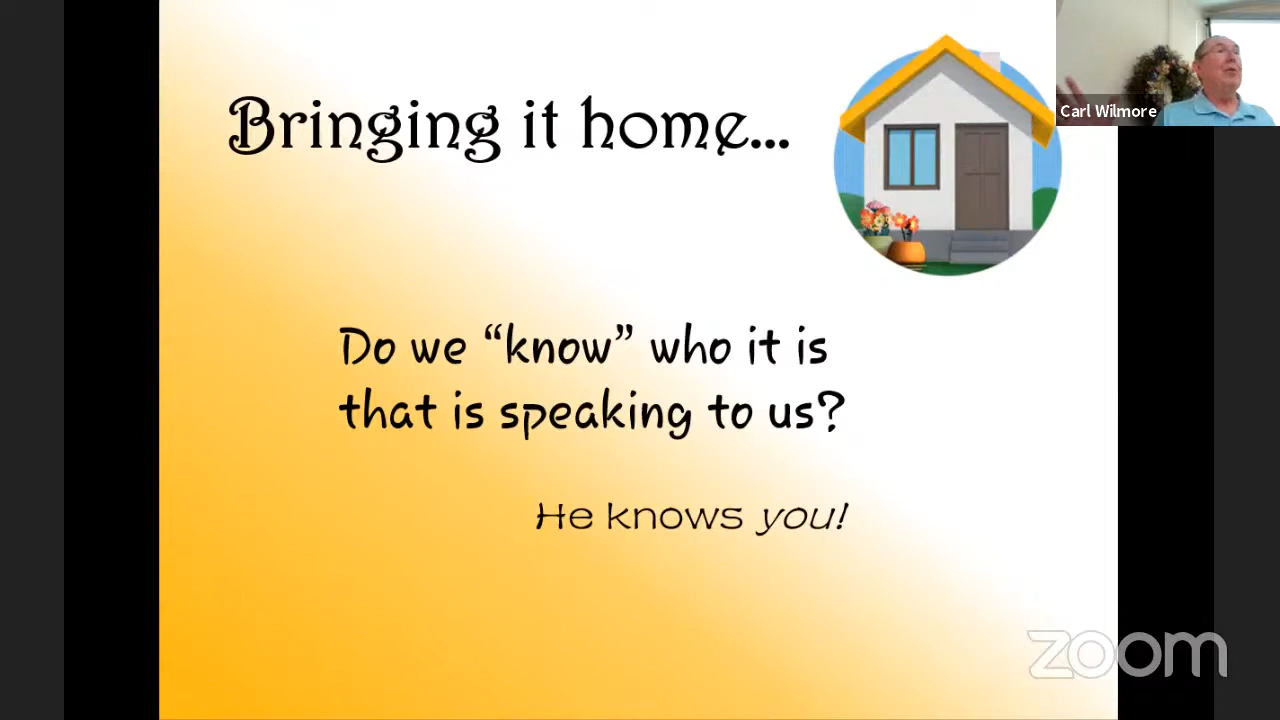 Bringing it home...
Carl Wilmore
Do we “know” who it is
that is speaking to us?
He knows you!
zoom